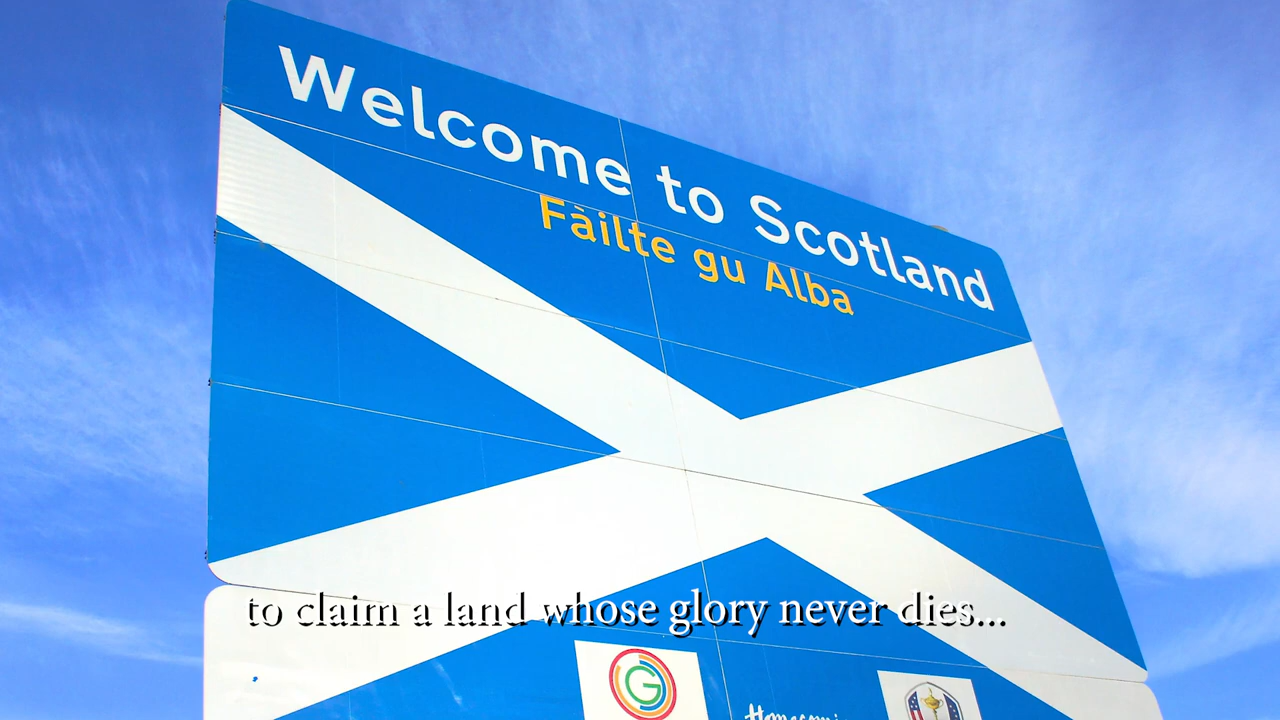 Welcome to Scotland
Fàilte gu Alba
to claim a land whose glory never dies...
G